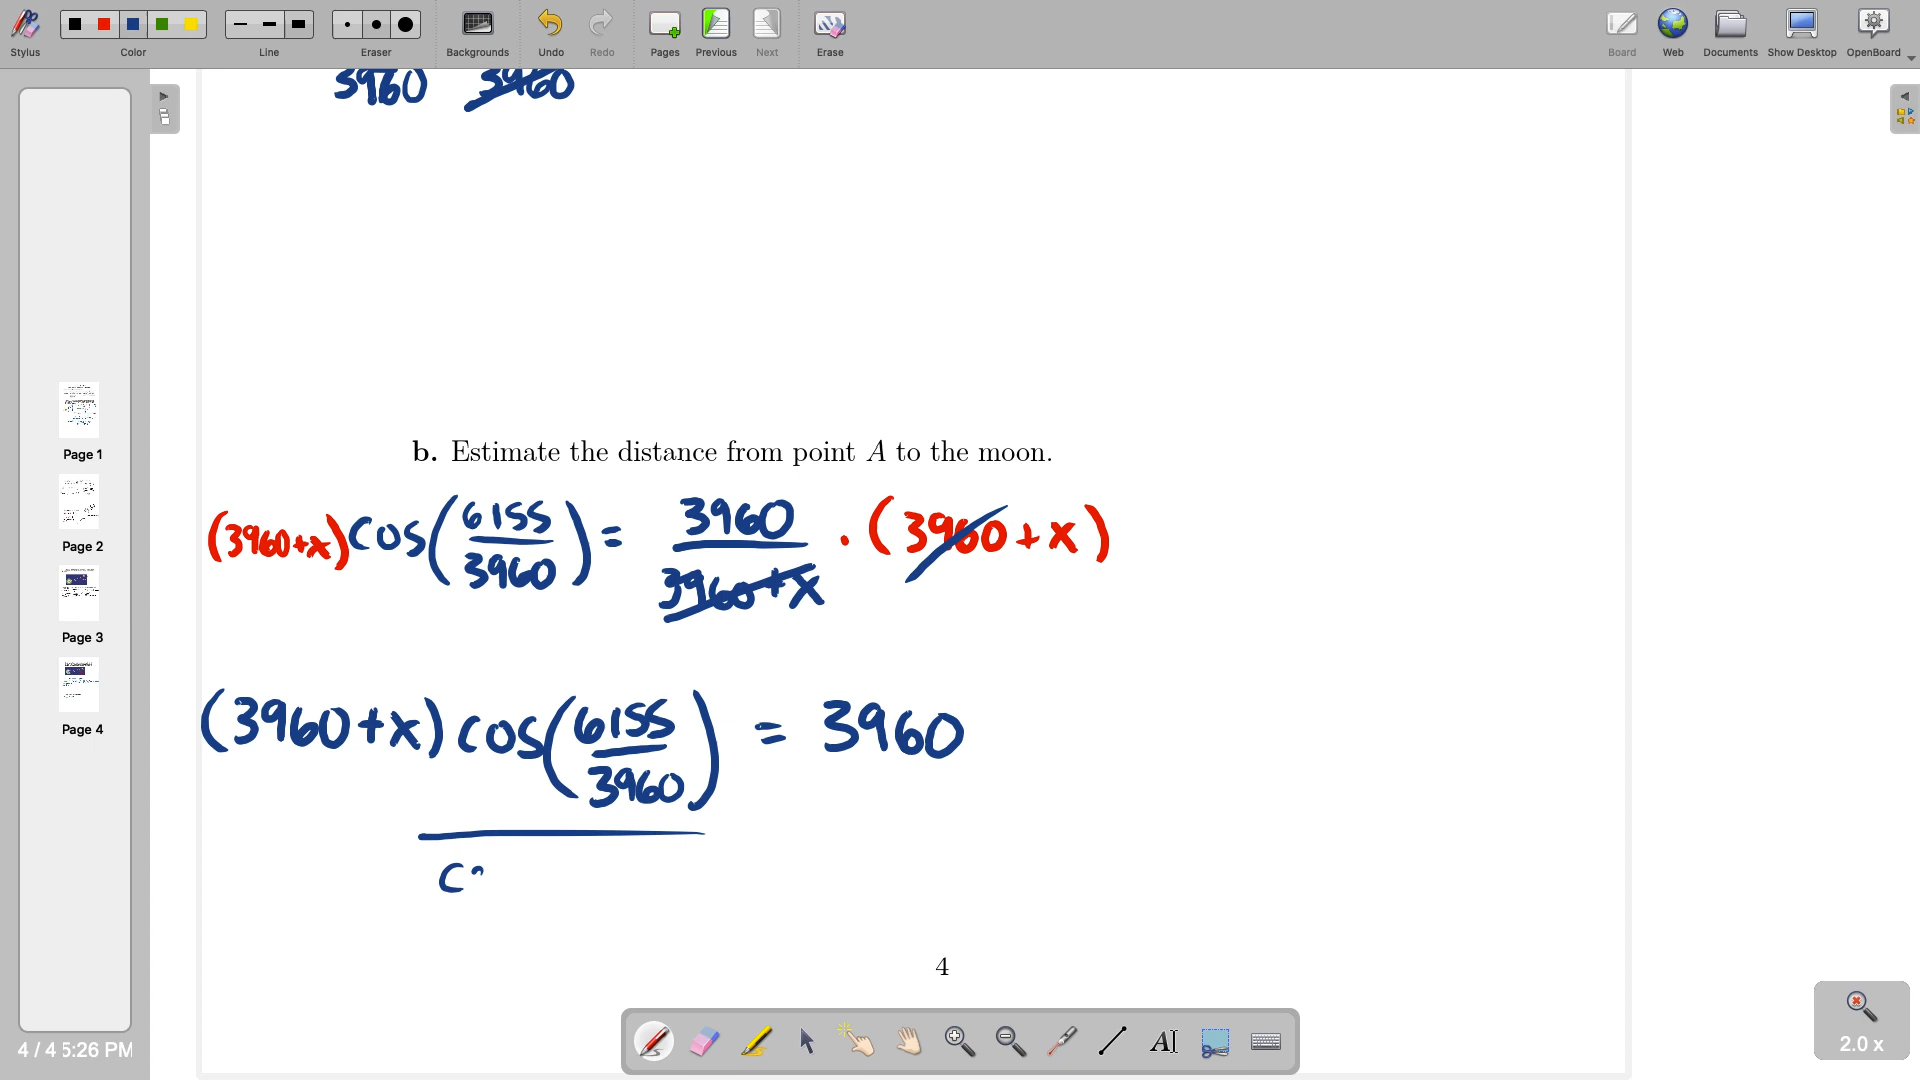 Stylus Color Line Eraser Backgrounds Undo Redo Pages Previous Next Erase Board Web Documents Show Desktop OpenBoard
3960 3960
Page 1
Page 2
Page 3
Page 4
b. Estimate the distance from point A to the moon.
(3960+x) cos(6155/3960) = 3960/3960+x · (3960+x)
(3960+x) cos(6155/3960) = 3960
4
4 / 4 5:26 PM
AI
2.0 x